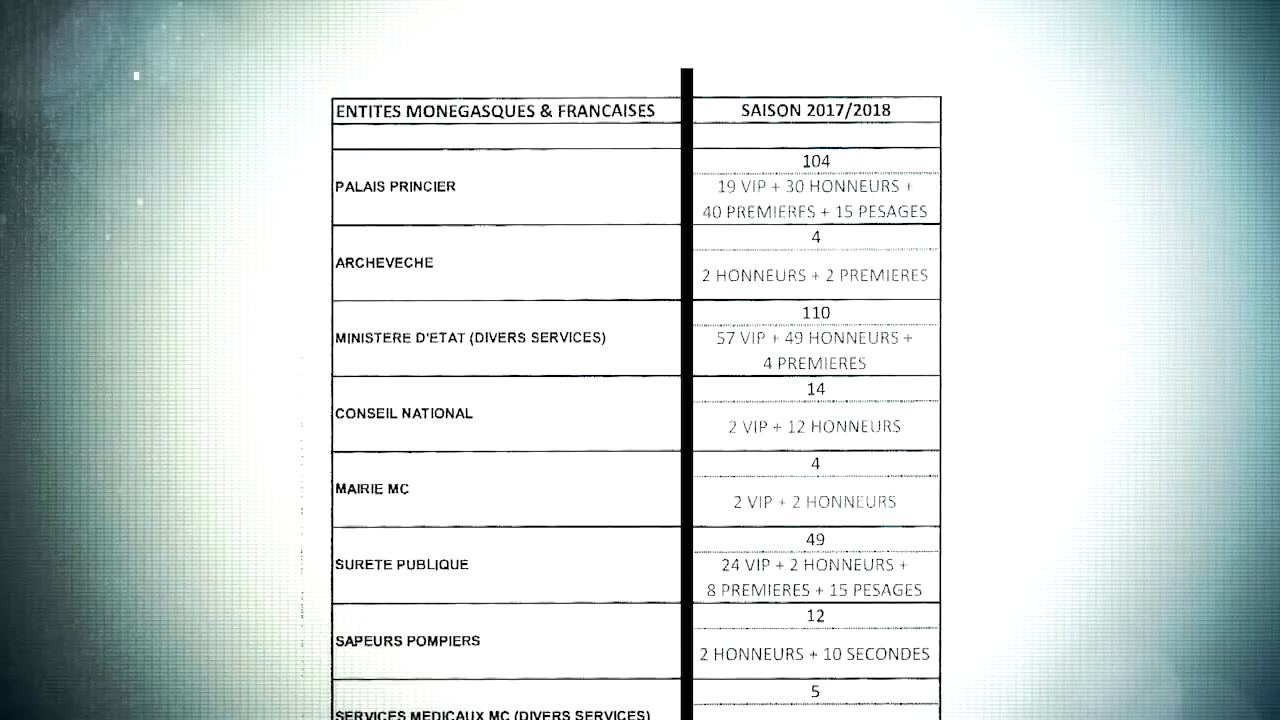 ENTITES MONEGASQUES & FRANCAISES
SAISON 2017/2018
PALAIS PRINCIER
104
19 VIP + 30 HONNEURS +
40 PREMIERES + 15 PESAGES
ARCHEVECHE
4
2 HONNEURS + 2 PREMIERES
MINISTERE D'ETAT (DIVERS SERVICES)
110
57 VIP + 49 HONNEURS +
4 PREMIERES
CONSEIL NATIONAL
14
2 VIP + 12 HONNEURS
MAIRIE MC
4
2 VIP + 2 HONNEURS
SURETE PUBLIQUE
49
24 VIP + 2 HONNEURS +
8 PREMIERES + 15 PESAGES
SAPEURS POMPIERS
12
2 HONNEURS + 10 SECONDES
SERVICES MEDICAUX MC (DIVERS SERVICES)
5